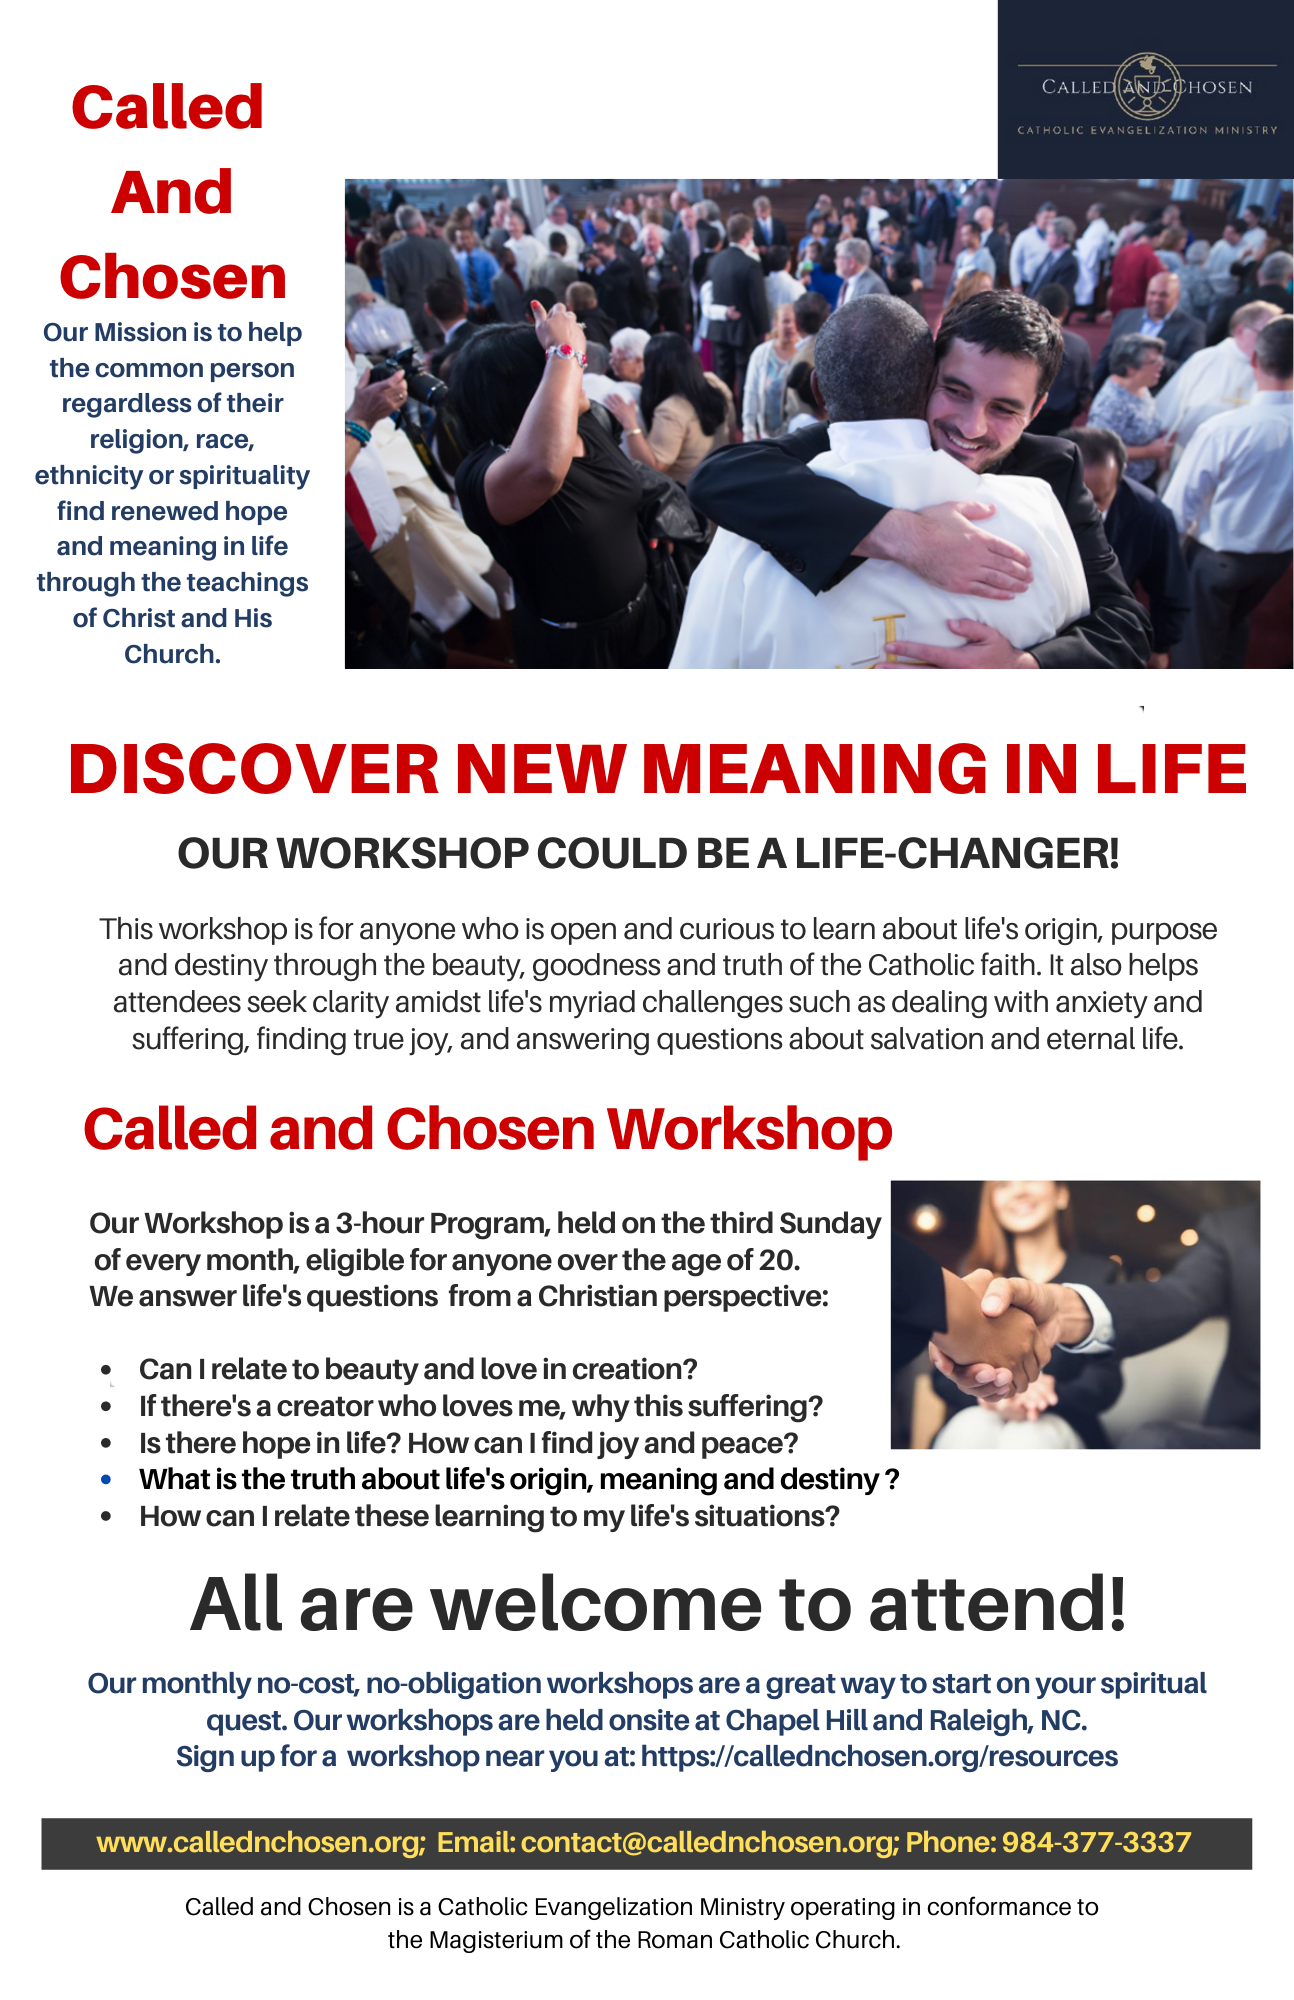 CALLED AND CHOSEN
CATHOLIC EVANGELIZATION MINISTRY
Called
And
Chosen
Our Mission is to help
the common person
regardless of their
religion, race,
ethnicity or spirituality
find renewed hope
and meaning in life
through the teachings
of Christ and His
Church.
DISCOVER NEW MEANING IN LIFE
OUR WORKSHOP COULD BE A LIFE-CHANGER!
This workshop is for anyone who is open and curious to learn about life's origin, purpose
and destiny through the beauty, goodness and truth of the Catholic faith. It also helps
attendees seek clarity amidst life's myriad challenges such as dealing with anxiety and
suffering, finding true joy, and answering questions about salvation and eternal life.
Called and Chosen Workshop
Our Workshop is a 3-hour Program, held on the third Sunday
of every month, eligible for anyone over the age of 20.
We answer life's questions from a Christian perspective:
• Can I relate to beauty and love in creation?
• If there's a creator who loves me, why this suffering?
• Is there hope in life? How can I find joy and peace?
• What is the truth about life's origin, meaning and destiny ?
• How can I relate these learning to my life's situations?
All are welcome to attend!
Our monthly no-cost, no-obligation workshops are a great way to start on your spiritual
quest. Our workshops are held onsite at Chapel Hill and Raleigh, NC.
Sign up for a workshop near you at: https://callednchosen.org/resources
www.callednchosen.org; Email: contact@callednchosen.org; Phone: 984-377-3337
Called and Chosen is a Catholic Evangelization Ministry operating in conformance to
the Magisterium of the Roman Catholic Church.